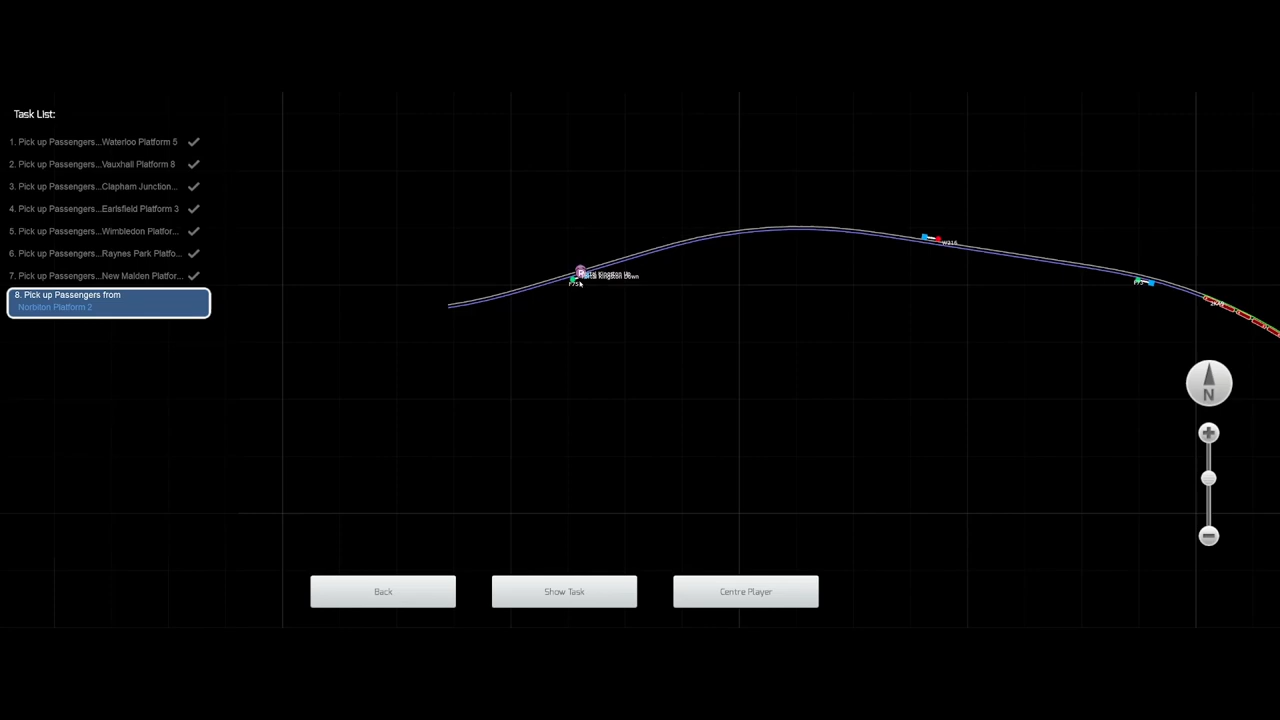 Task List:
1. Pick up Passengers...Waterloo Platform 5
2. Pick up Passengers...Vauxhall Platform 8
3. Pick up Passengers...Clapham Junction...
4. Pick up Passengers...Earlsfield Platform 3
5. Pick up Passengers...Wimbledon Platfor...
6. Pick up Passengers...Raynes Park Platfo...
7. Pick up Passengers...New Malden Platfor...
8. Pick up Passengers from
Norbiton Platform 2
W216
Kingston Down
N
Back
Show Task
Centre Player